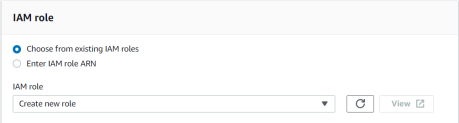 IAM role
Choose from existing IAM roles
Enter IAM role ARN
IAM role
Create new role
View